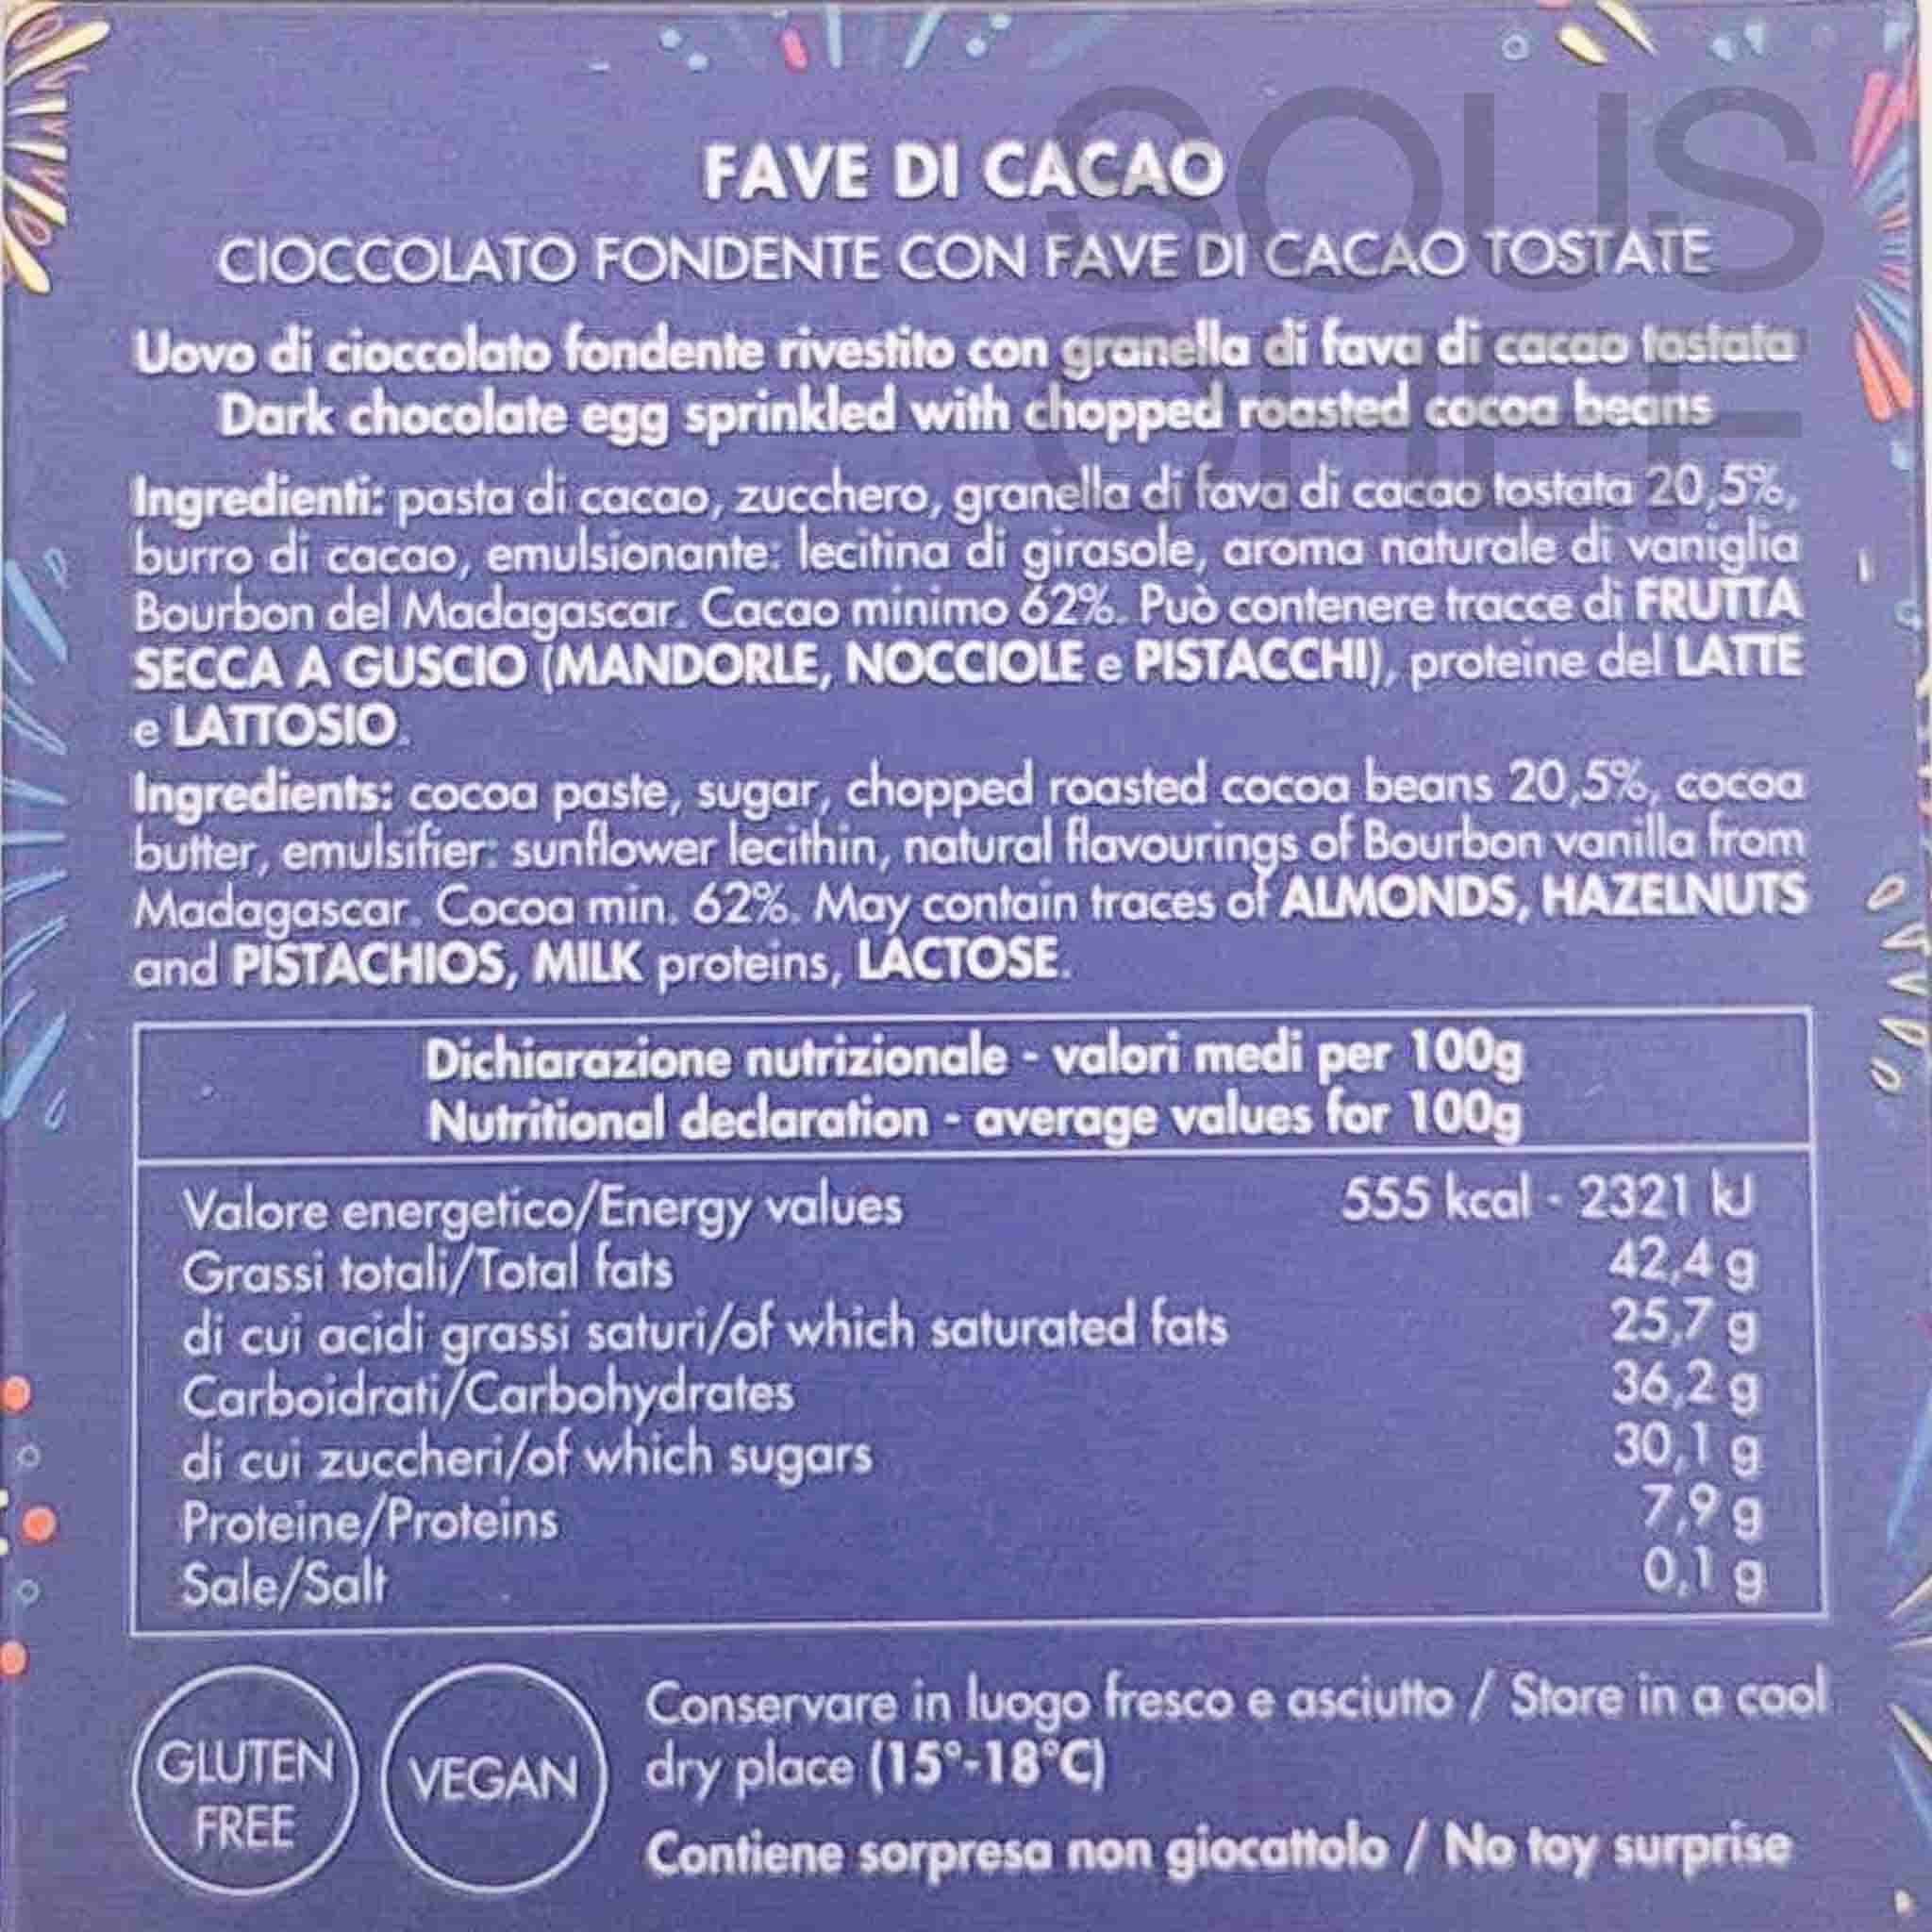 SOUS
CHEF
FAVE DI CACAO
CIOCCOLATO FONDENTE CON FAVE DI CACAO TOSTATE
Uovo di cioccolato fondente rivestito con granella di fava di cacao tostata
Dark chocolate egg sprinkled with chopped roasted cocoa beans
Ingredienti: pasta di cacao, zucchero, granella di fava di cacao tostata 20,5%,
burro di cacao, emulsionante: lecitina di girasole, aroma naturale di vaniglia
Bourbon del Madagascar. Cacao minimo 62%. Può contenere tracce di FRUTTA
SECCA A GUSCIO (MANDORLE, NOCCIOLE e PISTACCHI), proteine del LATTE
e LATTOSIO.
Ingredients: cocoa paste, sugar, chopped roasted cocoa beans 20,5%, cocoa
butter, emulsifier: sunflower lecithin, natural flavourings of Bourbon vanilla from
Madagascar. Cocoa min. 62%. May contain traces of ALMONDS, HAZELNUTS
and PISTACHIOS, MILK proteins, LACTOSE.
Dichiarazione nutrizionale - valori medi per 100g
Nutritional declaration - average values for 100g
Valore energetico/Energy values 555 kcal - 2321 kJ
Grassi totali/Total fats 42,4 g
di cui acidi grassi saturi/of which saturated fats 25,7 g
Carboidrati/Carbohydrates 36,2 g
di cui zuccheri/of which sugars 30,1 g
Proteine/Proteins 7,9 g
Sale/Salt 0,1 g
GLUTEN
FREE
VEGAN
Conservare in luogo fresco e asciutto / Store in a cool
dry place (15°-18°C)
Contiene sorpresa non giocattolo / No toy surprise